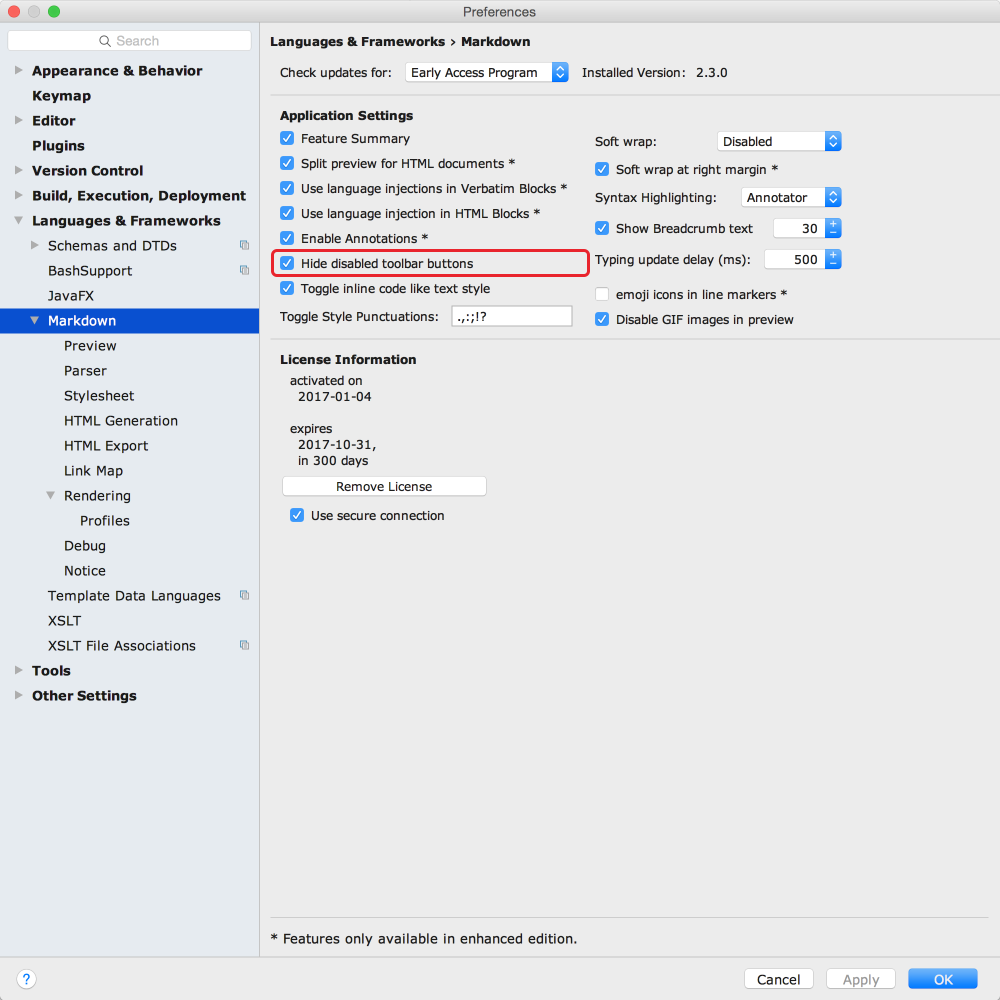 Preferences
Search
Appearance & Behavior
Keymap
Editor
Plugins
Version Control
Build, Execution, Deployment
Languages & Frameworks
Schemas and DTDs
BashSupport
JavaFX
Markdown
Preview
Parser
Stylesheet
HTML Generation
HTML Export
Link Map
Rendering
Profiles
Debug
Notice
Template Data Languages
XSLT
XSLT File Associations
Tools
Other Settings
Languages & Frameworks › Markdown
Check updates for: Early Access Program Installed Version: 2.3.0
Application Settings
Feature Summary
Split preview for HTML documents *
Use language injections in Verbatim Blocks *
Use language injection in HTML Blocks *
Enable Annotations *
Hide disabled toolbar buttons
Toggle inline code like text style
Toggle Style Punctuations: .,:;!?
Soft wrap: Disabled
Soft wrap at right margin *
Syntax Highlighting: Annotator
Show Breadcrumb text 30
Typing update delay (ms): 500
emoji icons in line markers *
Disable GIF images in preview
License Information
activated on
2017-01-04
expires
2017-10-31,
in 300 days
Remove License
Use secure connection
* Features only available in enhanced edition.
?
Cancel Apply OK